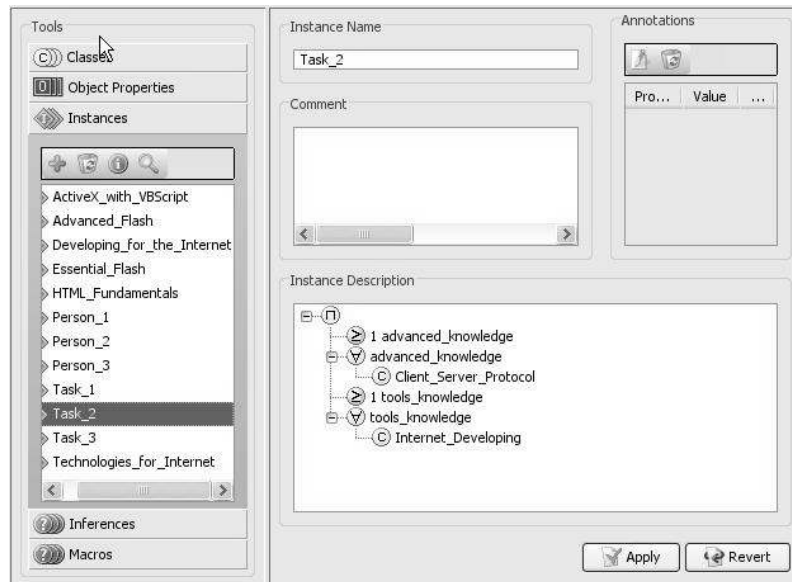 Tools
Classes
Object Properties
Instances
ActiveX_with_VBScript
Advanced_Flash
Developing_for_the_Internet
Essential_Flash
HTML_Fundamentals
Person_1
Person_2
Person_3
Task_1
Task_2
Task_3
Technologies_for_Internet
Inferences
Macros
Instance Name
Task_2
Comment
Annotations
Pro... Value ...
Instance Description
⊓
≥ 1 advanced_knowledge
∀ advanced_knowledge
C Client_Server_Protocol
≥ 1 tools_knowledge
∀ tools_knowledge
C Internet_Developing
Apply Revert